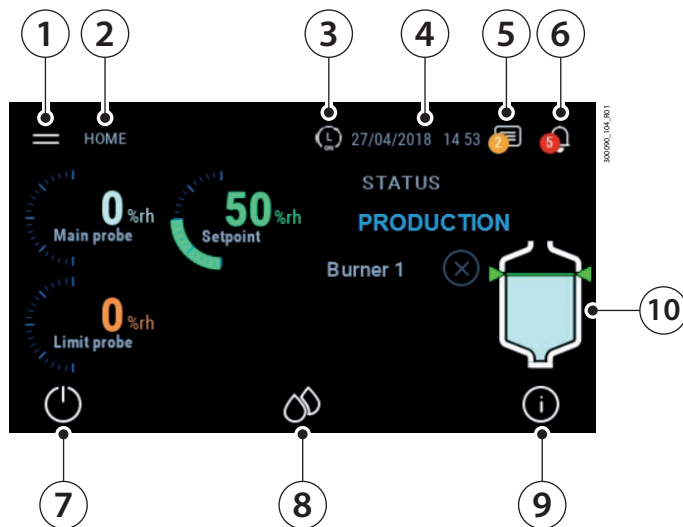 1 2 3 4 5 6
HOME
L
ON
27/04/2018 14 53
2
5
300090_104_R01
0 %rh
Main probe
50 %rh
Setpoint
STATUS
PRODUCTION
Burner 1
0 %rh
Limit probe
10
i
7 8 9